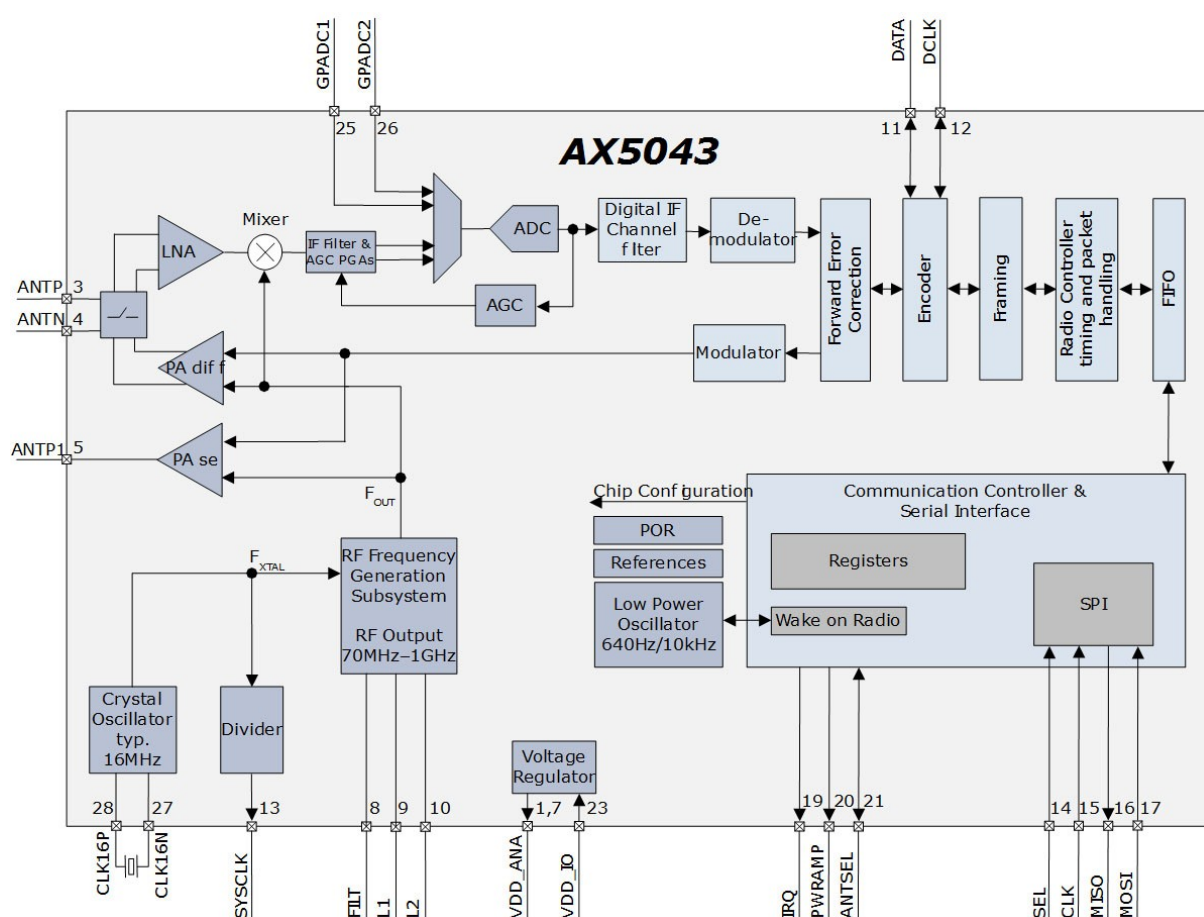 GPADC1
GPADC2
DATA
DCLK
25
26
11
12
AX5043
Mixer
LNA
IF Filter &
AGC PGAs
ADC
AGC
Digital IF
Channel
filter
De-
modulator
Forward Error
Correction
Encoder
Framing
Radio Controller
timing and packet
handling
FIFO
ANTP
3
ANTN
4
PA diff
Modulator
ANTP1
5
PA se
FOUT
Chip Configuration
POR
References
Low Power
Oscillator
640Hz/10kHz
Communication Controller &
Serial Interface
Registers
Wake on Radio
SPI
FXTAL
RF Frequency
Generation
Subsystem
RF Output
70MHz–1GHz
Crystal
Oscillator
typ.
16MHz
Divider
Voltage
Regulator
28
27
13
8
9
10
1,7
23
19
20
21
14
15
16
17
CLK16P
CLK16N
SYSCLK
FILT
L1
L2
VDD_ANA
VDD_IO
IRQ
PWRAMP
ANTSEL
SEL
CLK
MISO
MOSI